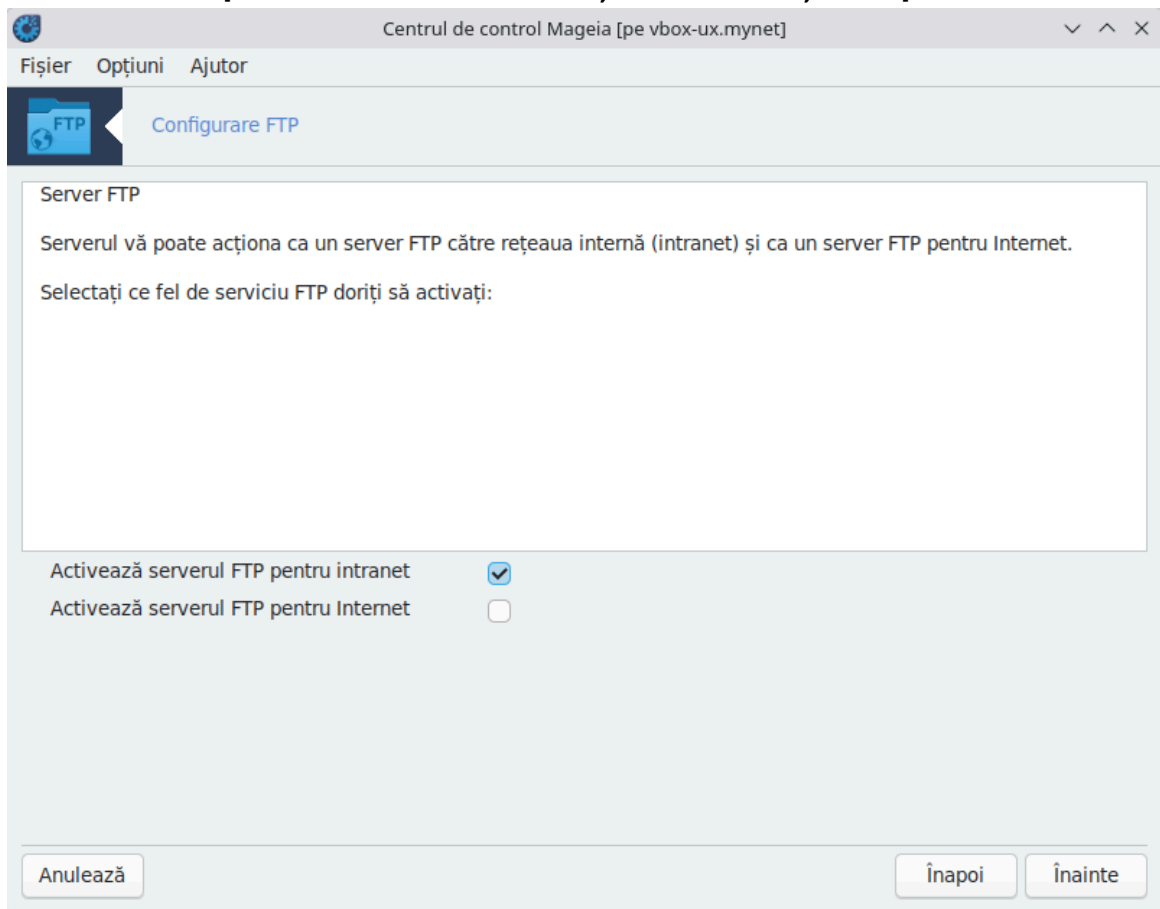 Centrul de control Mageia [pe vbox-ux.mynet]
Fișier Opțiuni Ajutor
FTP
Configurare FTP
Server FTP
Serverul vă poate acționa ca un server FTP către rețeaua internă (intranet) și ca un server FTP pentru Internet.
Selectați ce fel de serviciu FTP doriți să activați:
Activează serverul FTP pentru intranet
Activează serverul FTP pentru Internet
Anulează Înapoi Înainte